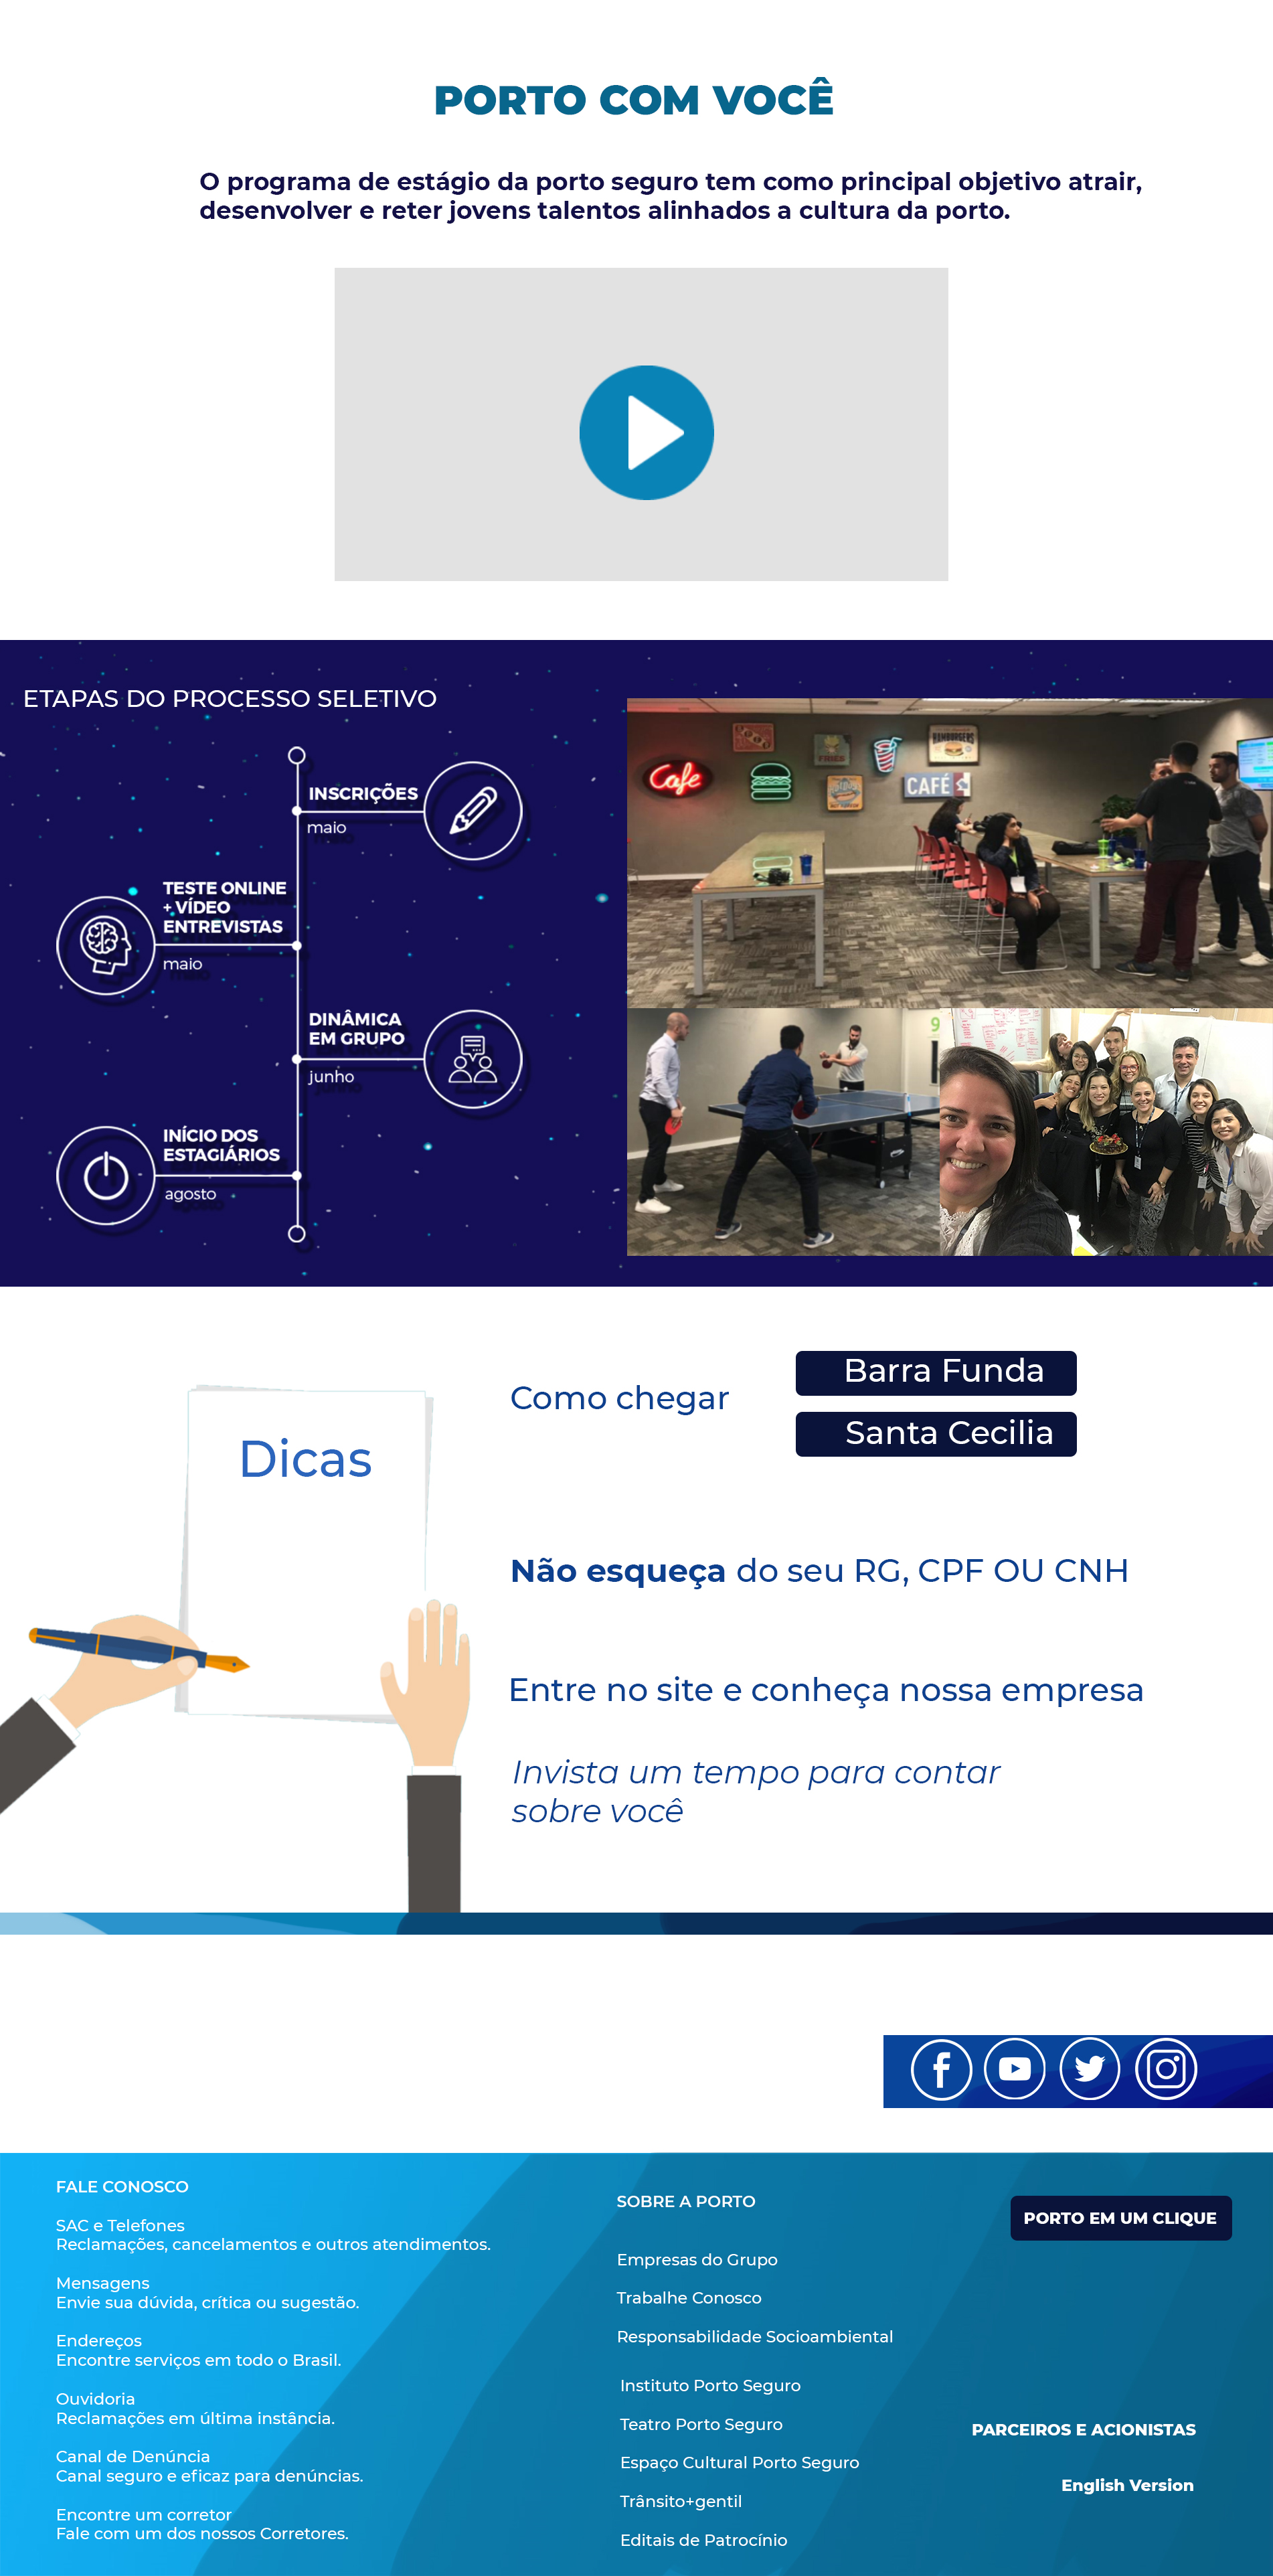 PORTO COM VOCÊ
O programa de estágio da porto seguro tem como principal objetivo atrair,
desenvolver e reter jovens talentos alinhados a cultura da porto.
ETAPAS DO PROCESSO SELETIVO
INSCRIÇÕES
maio
TESTE ONLINE
+ VÍDEO
ENTREVISTAS
maio
DINÂMICA
EM GRUPO
junho
INÍCIO DOS
ESTAGIÁRIOS
agosto
Cafe
FRIES
HAMBURGERS
CAFÉ
9
Dicas
Como chegar
Barra Funda
Santa Cecilia
Não esqueça do seu RG, CPF OU CNH
Entre no site e conheça nossa empresa
Invista um tempo para contar
sobre você
FALE CONOSCO
SAC e Telefones
Reclamações, cancelamentos e outros atendimentos.
Mensagens
Envie sua dúvida, crítica ou sugestão.
Endereços
Encontre serviços em todo o Brasil.
Ouvidoria
Reclamações em última instância.
Canal de Denúncia
Canal seguro e eficaz para denúncias.
Encontre um corretor
Fale com um dos nossos Corretores.
SOBRE A PORTO
Empresas do Grupo
Trabalhe Conosco
Responsabilidade Socioambiental
Instituto Porto Seguro
Teatro Porto Seguro
Espaço Cultural Porto Seguro
Trânsito+gentil
Editais de Patrocínio
PORTO EM UM CLIQUE
PARCEIROS E ACIONISTAS
English Version